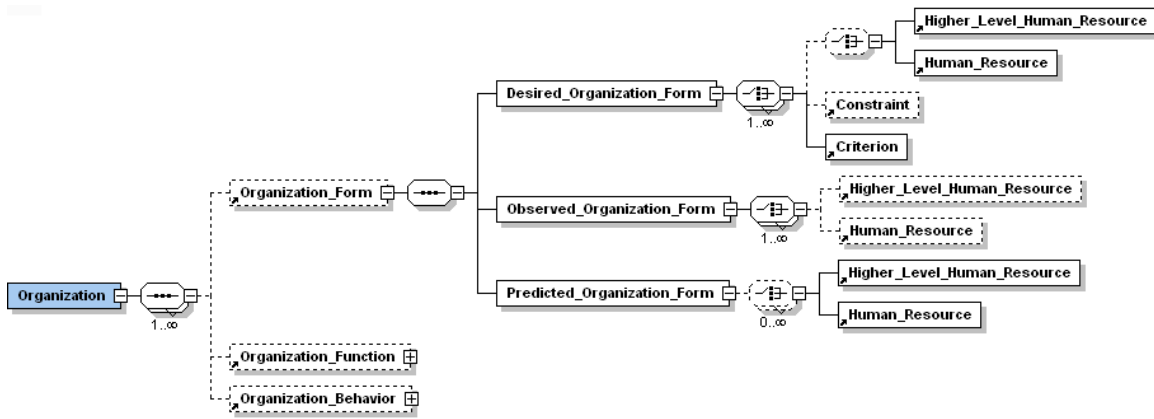 Higher_Level_Human_Resource
Human_Resource
Desired_Organization_Form
1..∞
Constraint
Criterion
Organization_Form
Higher_Level_Human_Resource
Observed_Organization_Form
1..∞
Human_Resource
Organization
1..∞
Higher_Level_Human_Resource
Predicted_Organization_Form
0..∞
Human_Resource
Organization_Function
Organization_Behavior